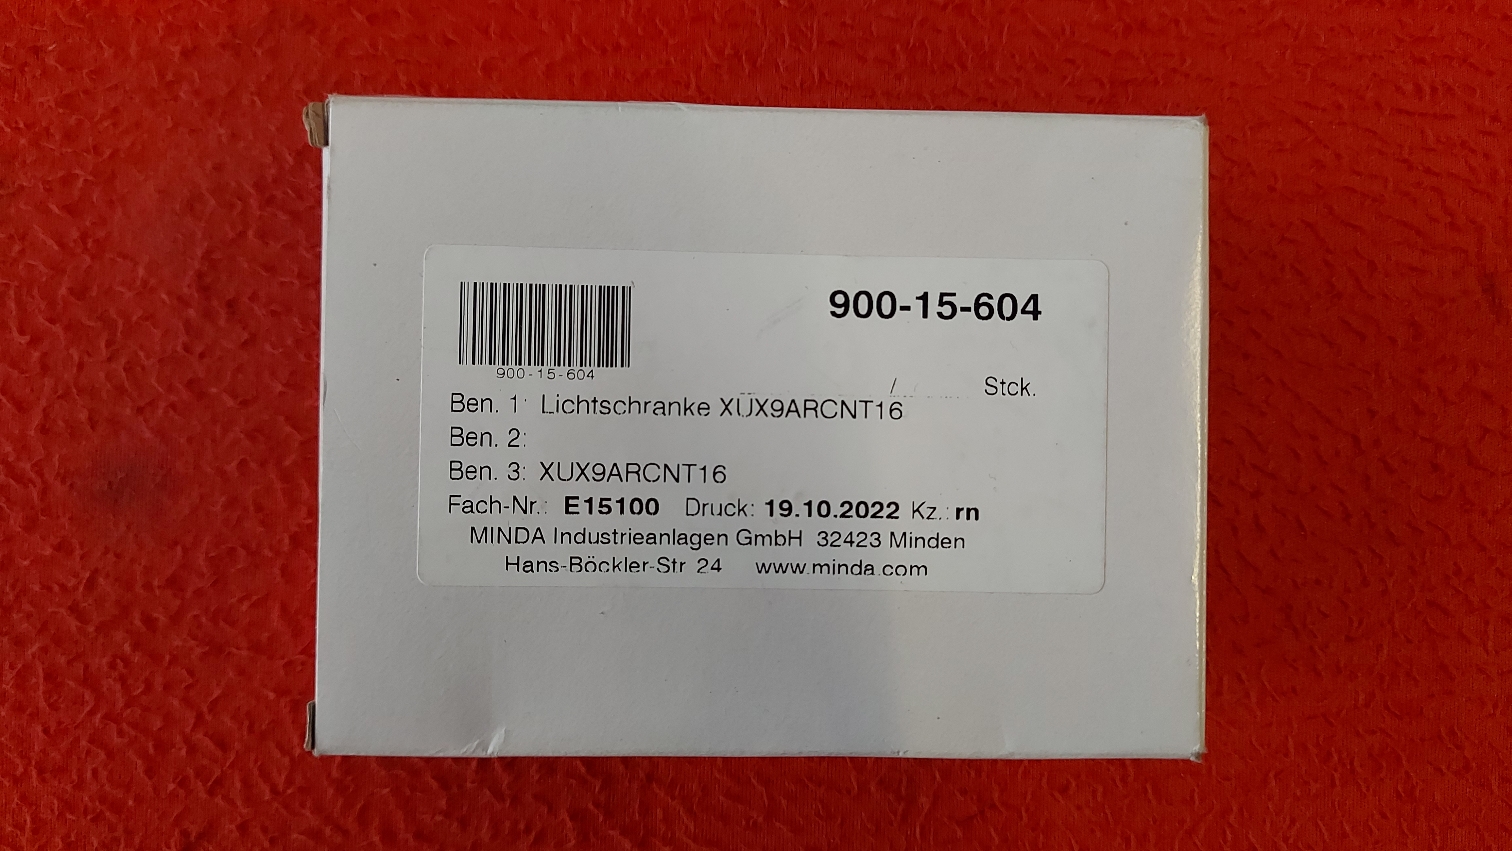 900-15-604
900-15-604
/ Stck.
Ben. 1: Lichtschranke XUX9ARCNT16
Ben. 2:
Ben. 3: XUX9ARCNT16
Fach-Nr.: E15100 Druck: 19.10.2022 Kz.: rn
MINDA Industrieanlagen GmbH 32423 Minden
Hans-Böckler-Str 24 www.minda.com